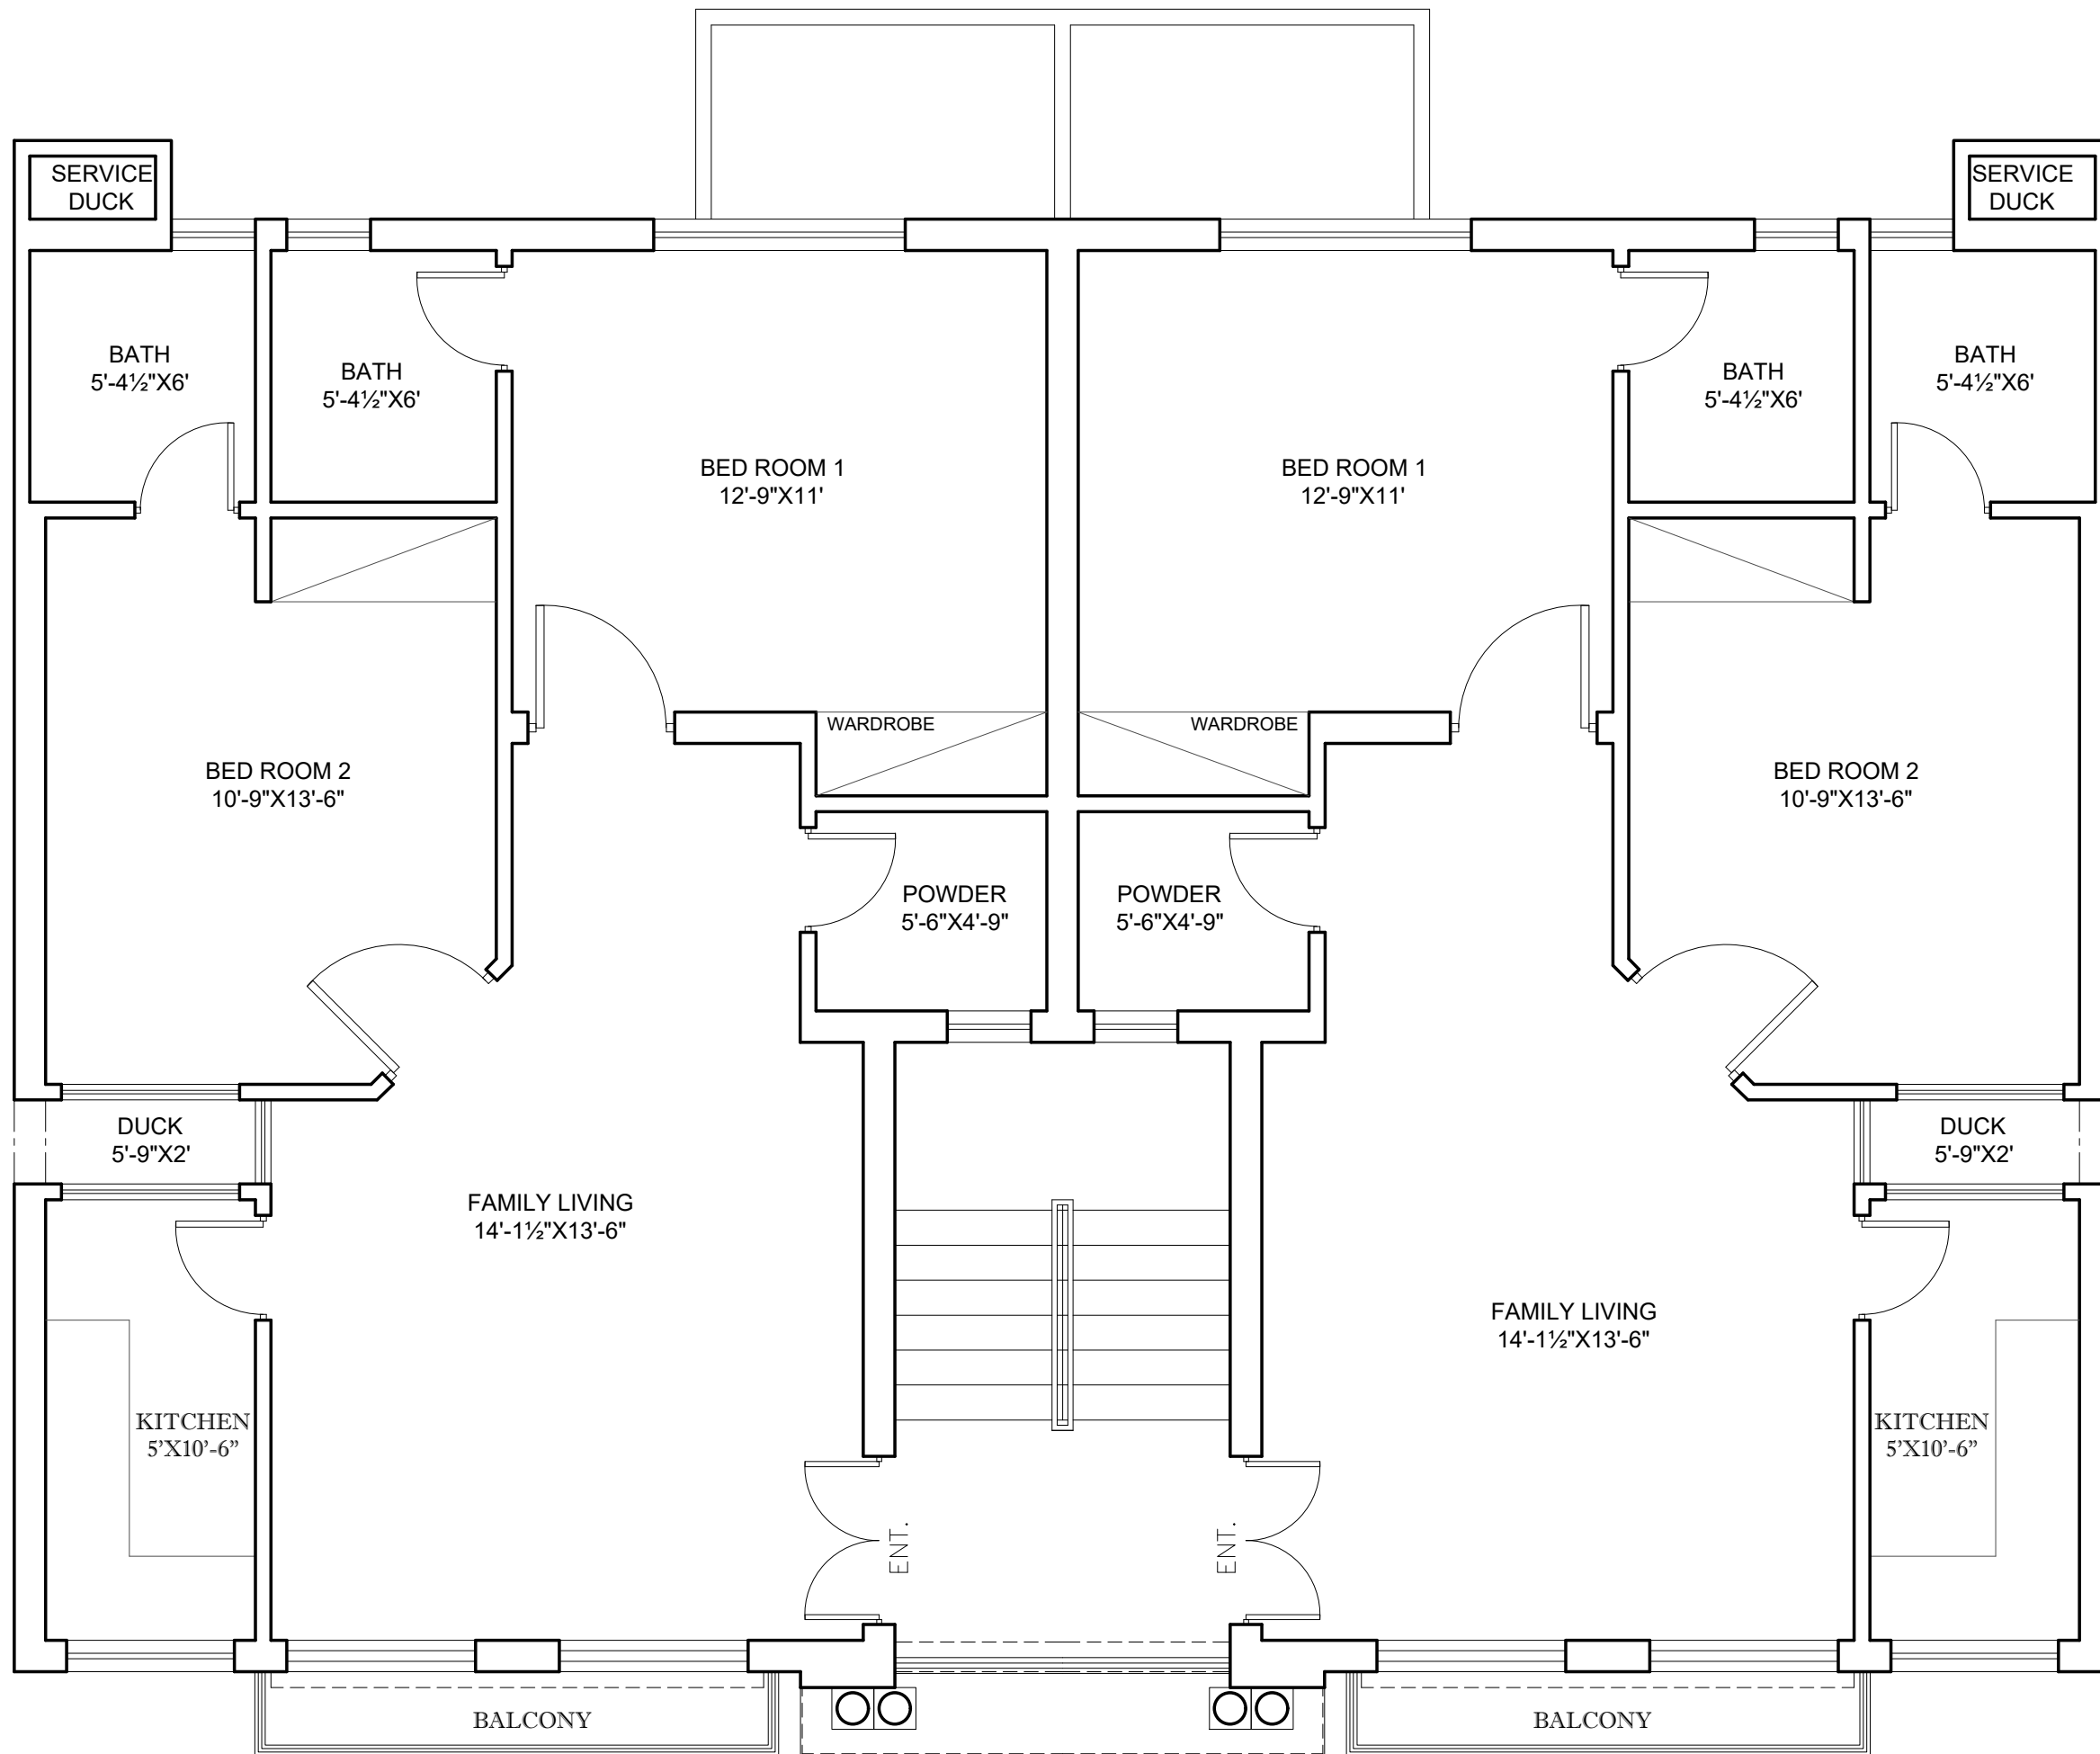 SERVICE
DUCK
SERVICE
DUCK
BATH
5'-4½"X6'
BATH
5'-4½"X6'
BATH
5'-4½"X6'
BATH
5'-4½"X6'
BED ROOM 1
12'-9"X11'
BED ROOM 1
12'-9"X11'
WARDROBE
WARDROBE
BED ROOM 2
10'-9"X13'-6"
BED ROOM 2
10'-9"X13'-6"
POWDER
5'-6"X4'-9"
POWDER
5'-6"X4'-9"
DUCK
5'-9"X2'
DUCK
5'-9"X2'
FAMILY LIVING
14'-1½"X13'-6"
FAMILY LIVING
14'-1½"X13'-6"
KITCHEN
5’X10’-6”
KITCHEN
5’X10’-6”
ENT.
ENT.
BALCONY
BALCONY